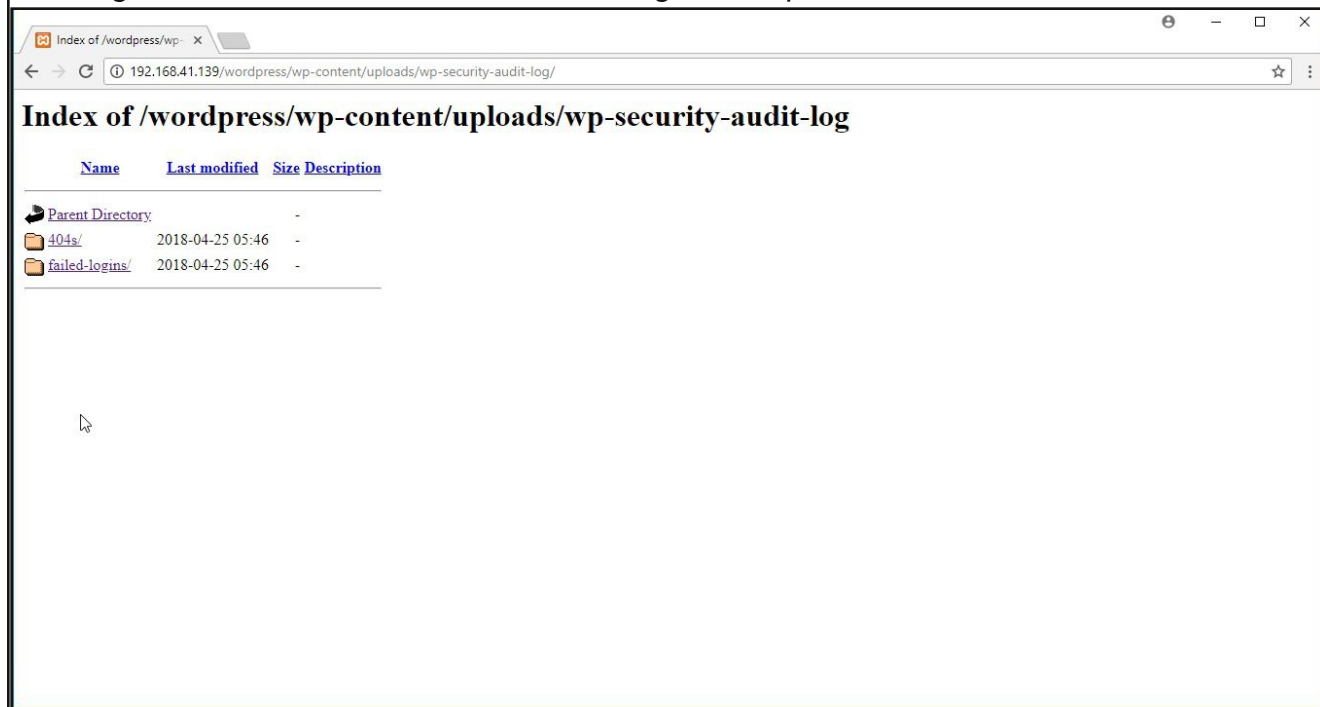 Index of /wordpress/wp-
192.168.41.139/wordpress/wp-content/uploads/wp-security-audit-log/
Index of /wordpress/wp-content/uploads/wp-security-audit-log
Name Last modified Size Description
Parent Directory -
404s/ 2018-04-25 05:46 -
failed-logins/ 2018-04-25 05:46 -